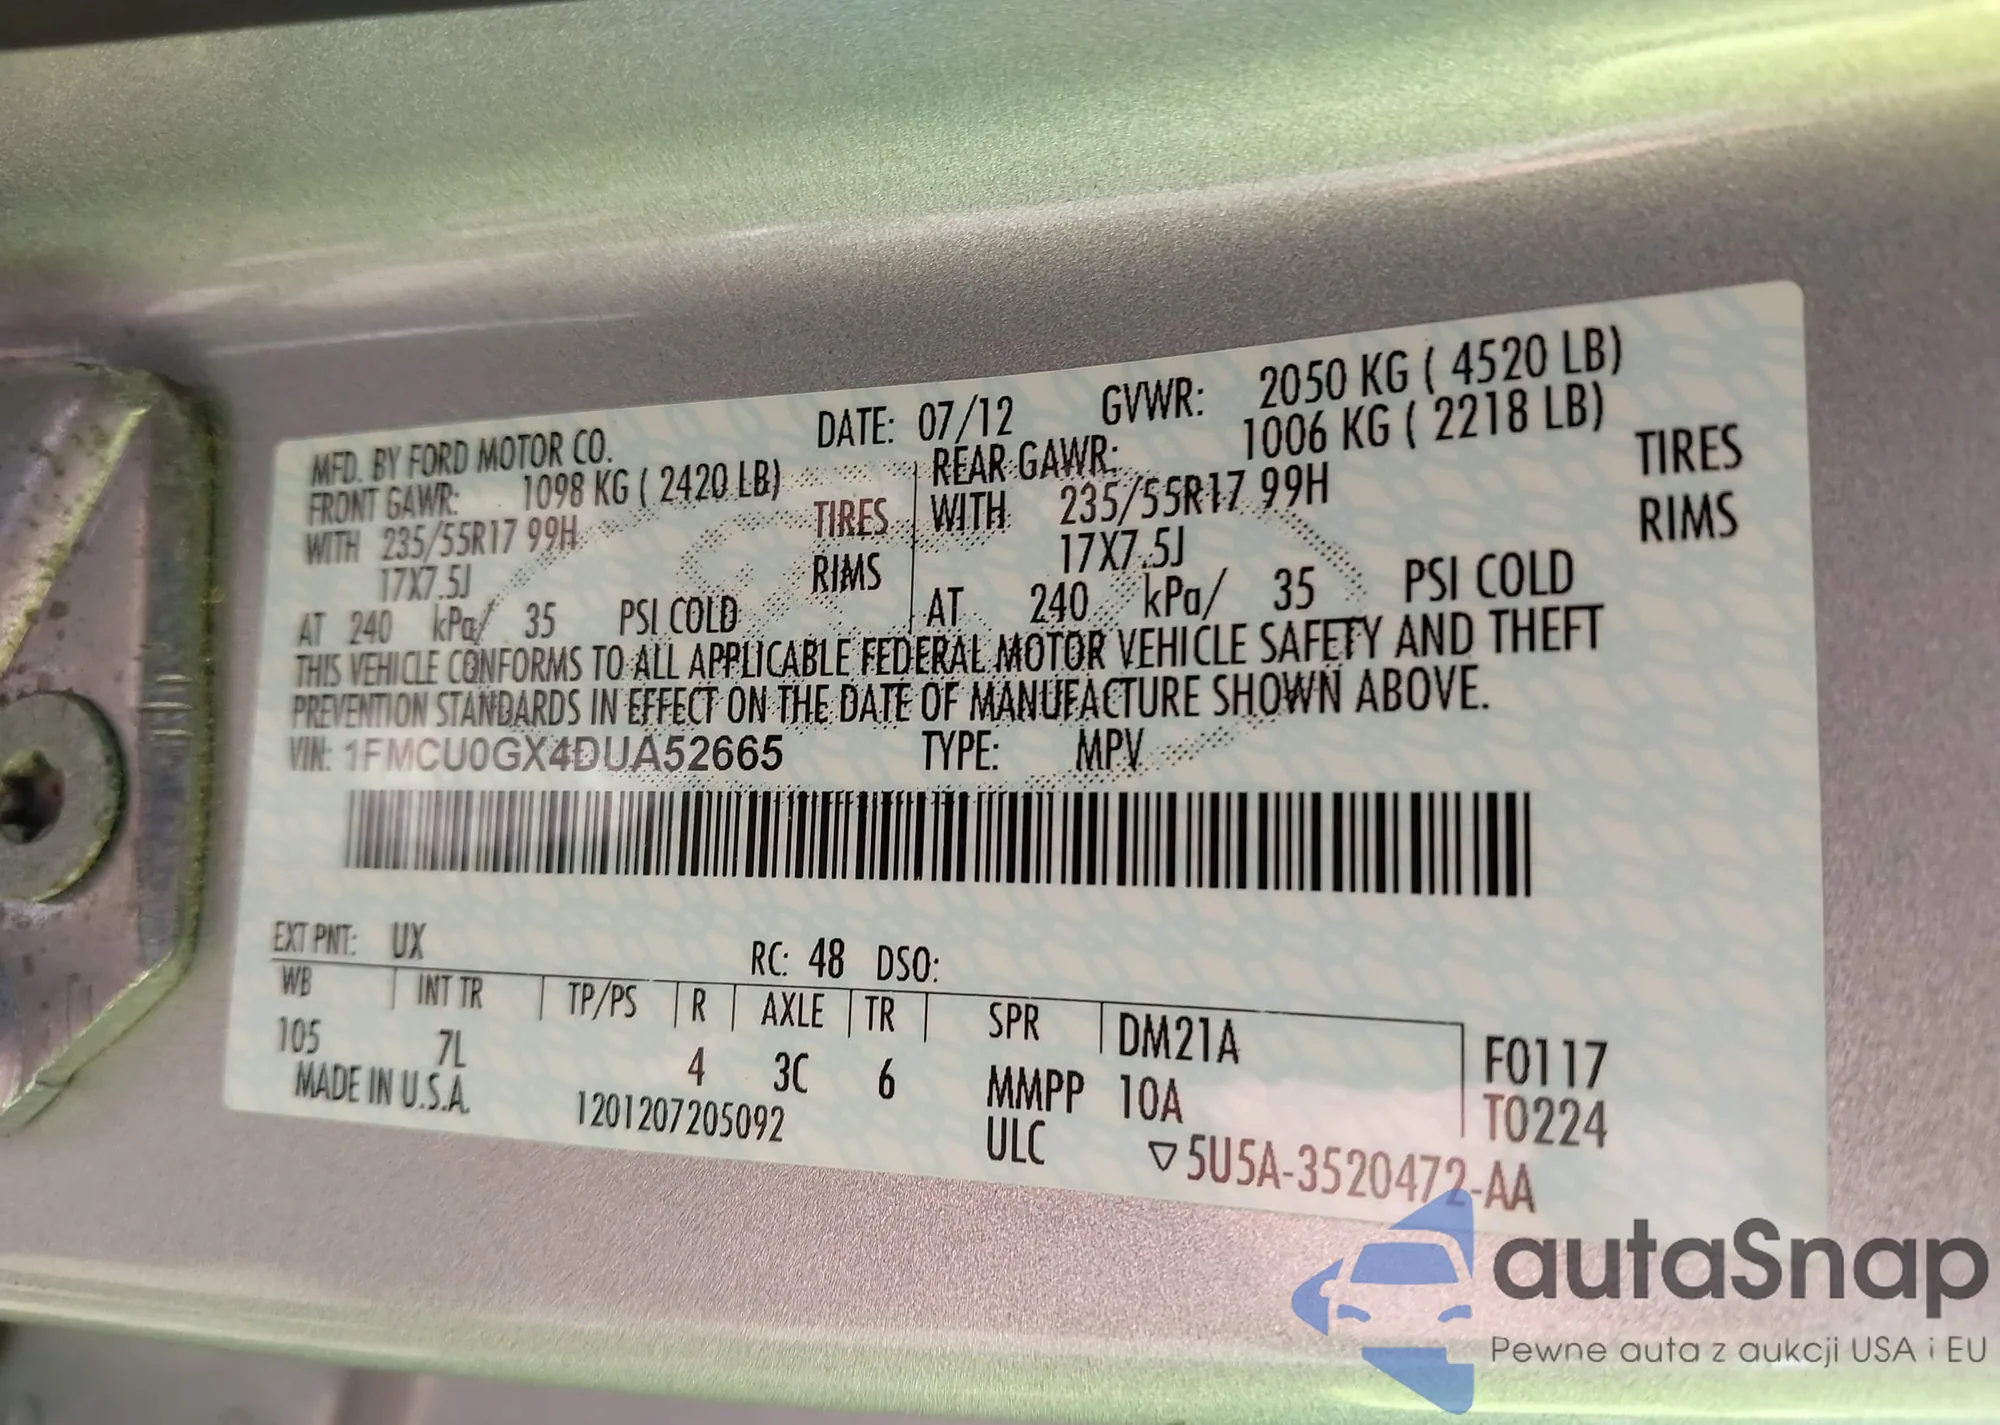 MFD. BY FORD MOTOR CO. DATE: 07/12 GVWR: 2050 KG ( 4520 LB)
FRONT GAWR: 1098 KG ( 2420 LB) REAR GAWR: 1006 KG ( 2218 LB)
WITH 235/55R17 99H TIRES WITH 235/55R17 99H TIRES
17X7.5J RIMS 17X7.5J RIMS
AT 240 kPa/ 35 PSI COLD AT 240 kPa/ 35 PSI COLD
THIS VEHICLE CONFORMS TO ALL APPLICABLE FEDERAL MOTOR VEHICLE SAFETY AND THEFT
PREVENTION STANDARDS IN EFFECT ON THE DATE OF MANUFACTURE SHOWN ABOVE.
VIN: 1FMCU0GX4DUA52665 TYPE: MPV
EXT PNT: UX RC: 48 DSO:
WB INT TR TP/PS R AXLE TR SPR DM21A F0117
105 7L 4 3C 6 MMPP 10A T0224
MADE IN U.S.A. 1201207205092 ULC ▽5U5A-3520472-AA
autaSnap
Pewne auta z aukcji USA i EU